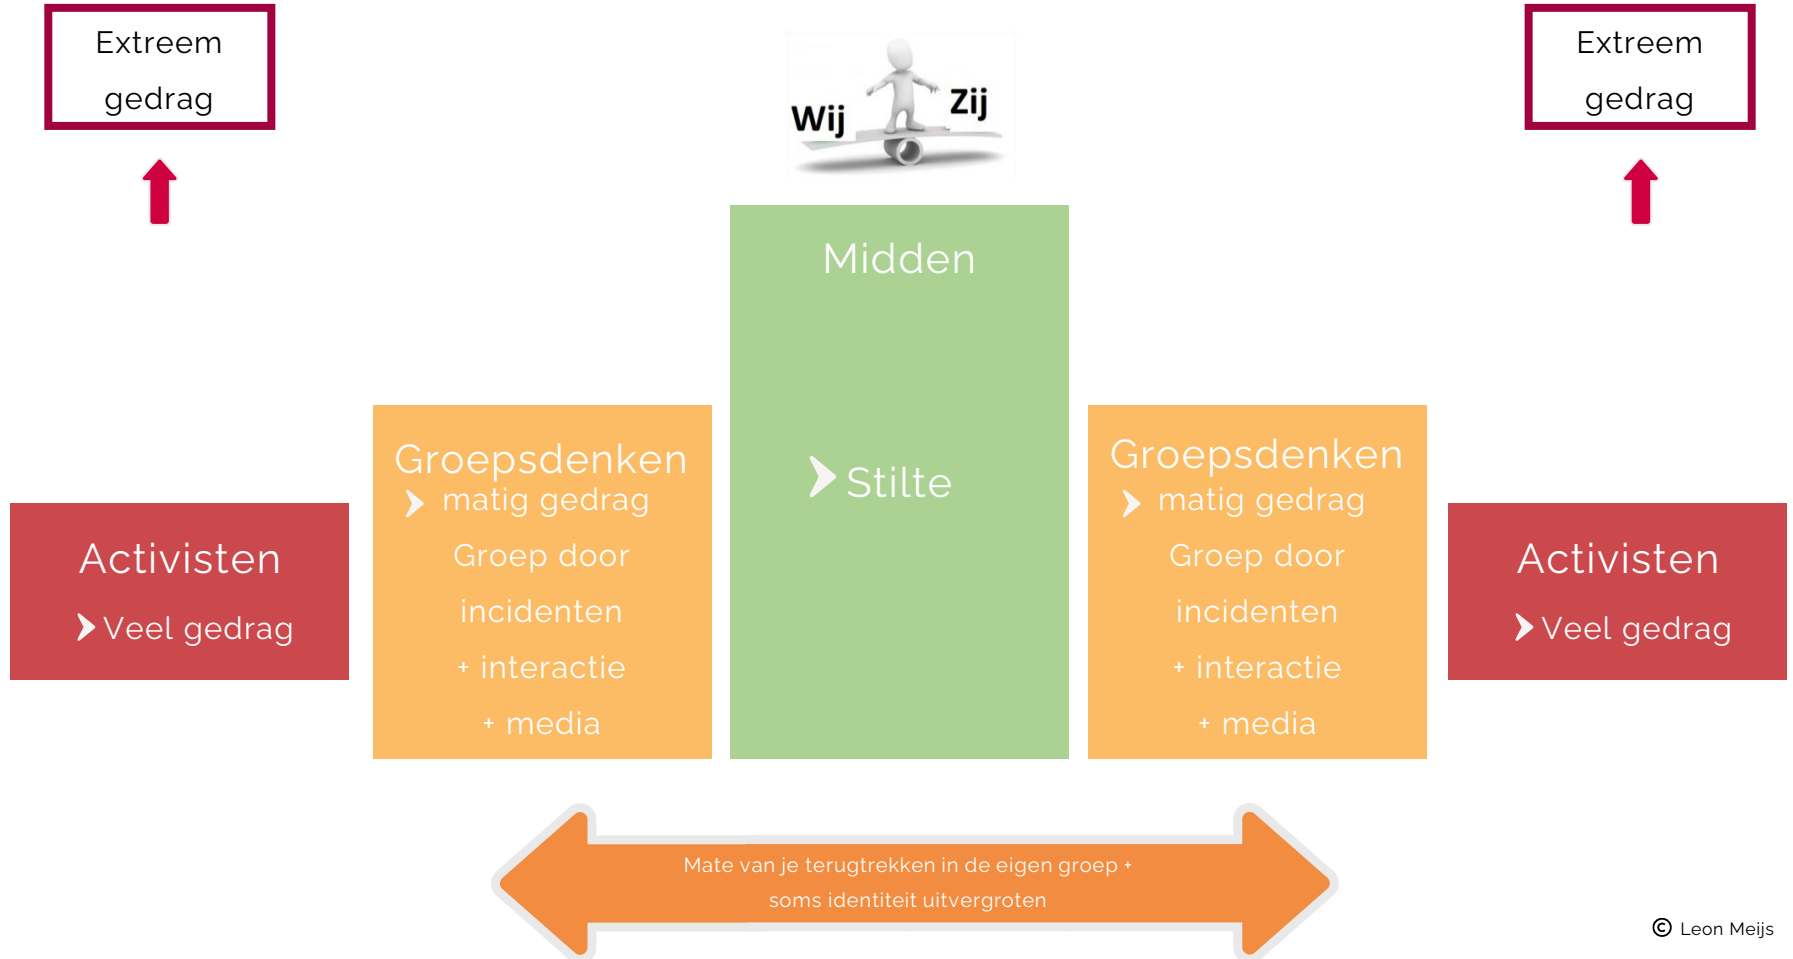 Extreem
gedrag
Wij
Zij
Extreem
gedrag
Midden
➤ Stilte
Groepsdenken
➤ matig gedrag
Groep door
incidenten
+ interactie
+ media
Groepsdenken
➤ matig gedrag
Groep door
incidenten
+ interactie
+ media
Activisten
➤ Veel gedrag
Activisten
➤ Veel gedrag
Mate van je terugtrekken in de eigen groep +
soms identiteit uitvergroten
© Leon Meijs